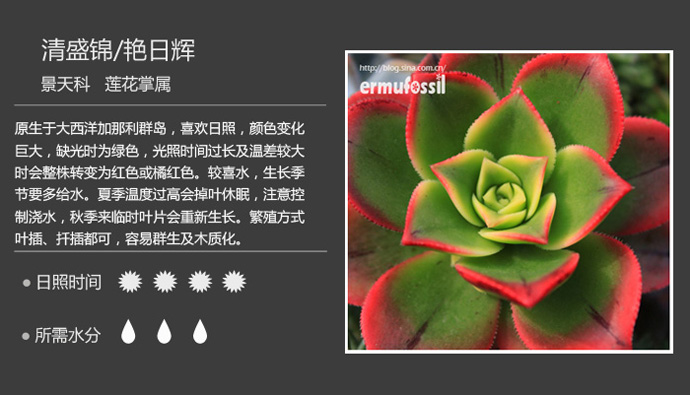 清盛锦/艳日辉
景天科 莲花掌属
原生于大西洋加那利群岛，喜欢日照，颜色变化
巨大，缺光时为绿色，光照时间过长及温差较大
时会整株转变为红色或橘红色。较喜水，生长季
节要多给水。夏季温度过高会掉叶休眠，注意控
制浇水，秋季来临时叶片会重新生长。繁殖方式
叶插、扦插都可，容易群生及木质化。
日照时间
所需水分
http://blog.sina.com.cn/
ermufossil